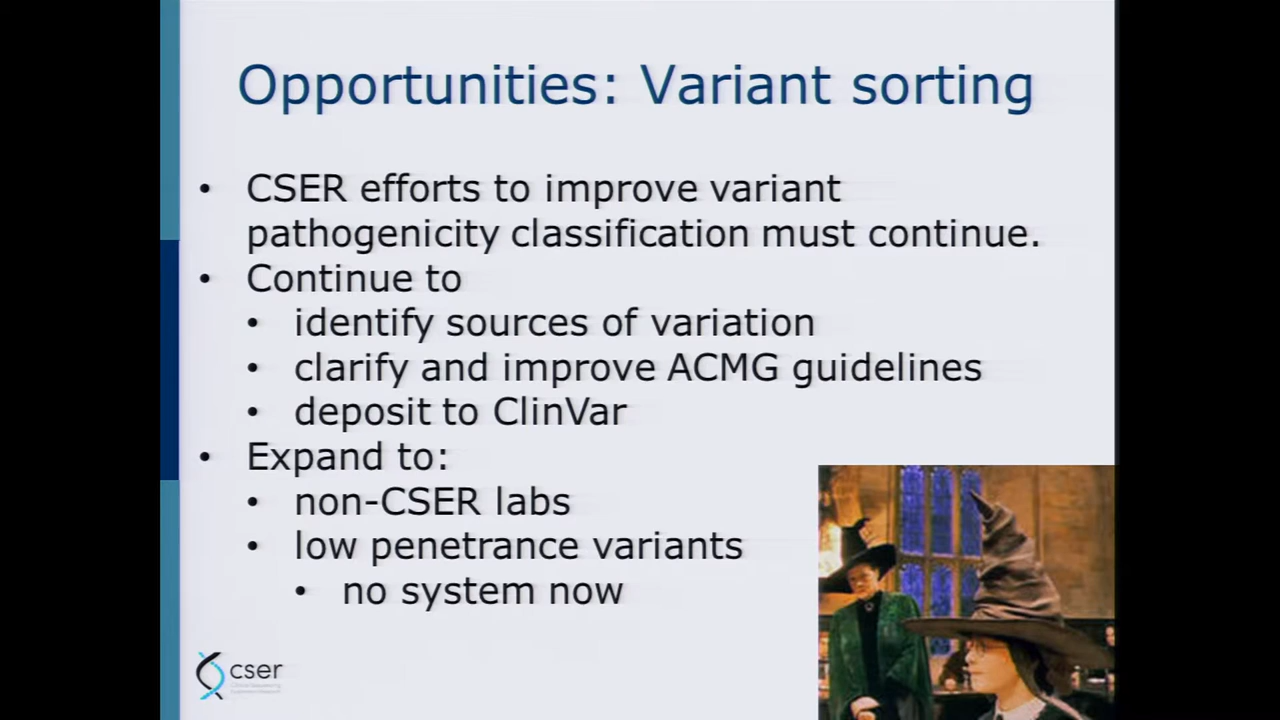 Opportunities: Variant sorting
• CSER efforts to improve variant
pathogenicity classification must continue.
• Continue to
• identify sources of variation
• clarify and improve ACMG guidelines
• deposit to ClinVar
• Expand to:
• non-CSER labs
• low penetrance variants
• no system now
cser